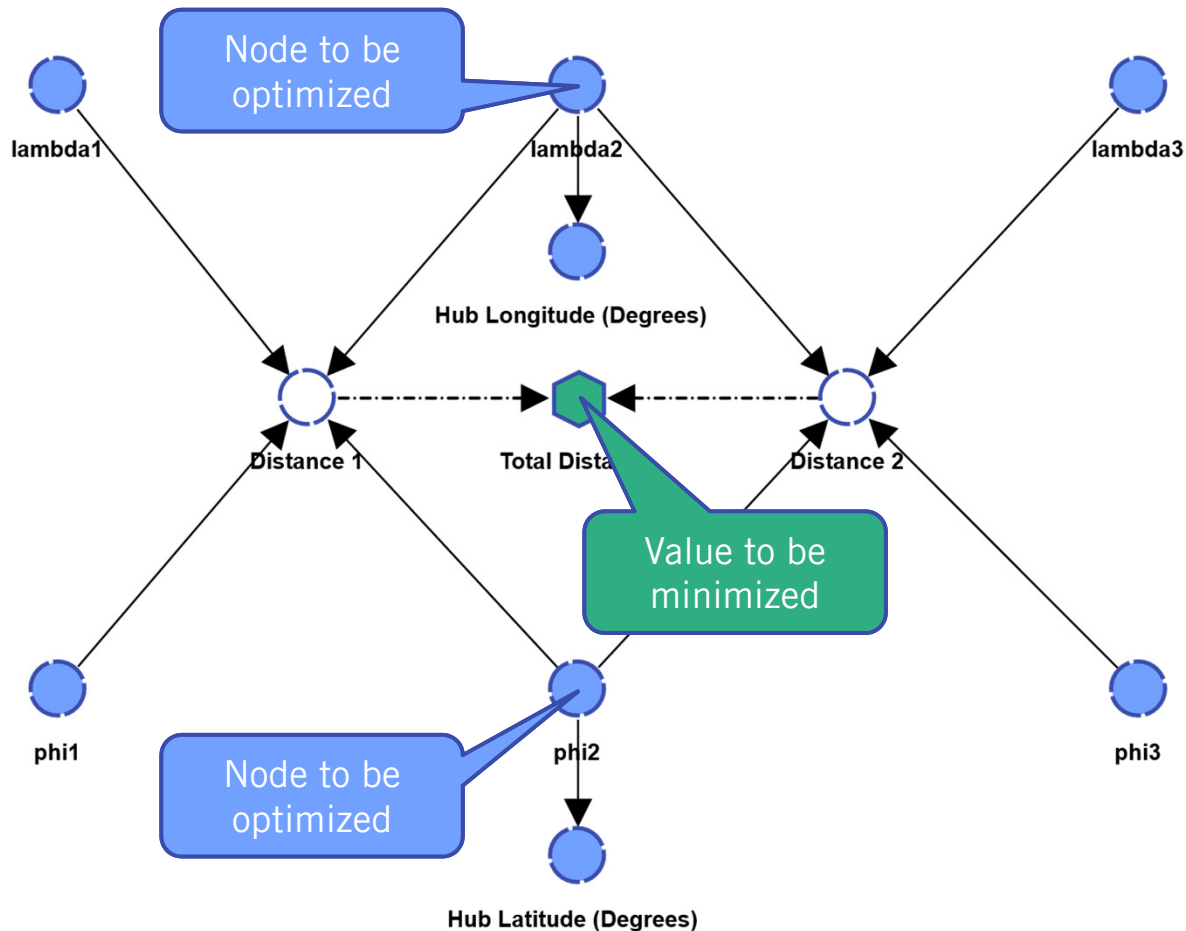 Node to be
optimized
lambda1
lambda2
lambda3
Hub Longitude (Degrees)
Distance 1
Total Dista
Distance 2
Value to be
minimized
phi1
Node to be
optimized
phi2
phi3
Hub Latitude (Degrees)